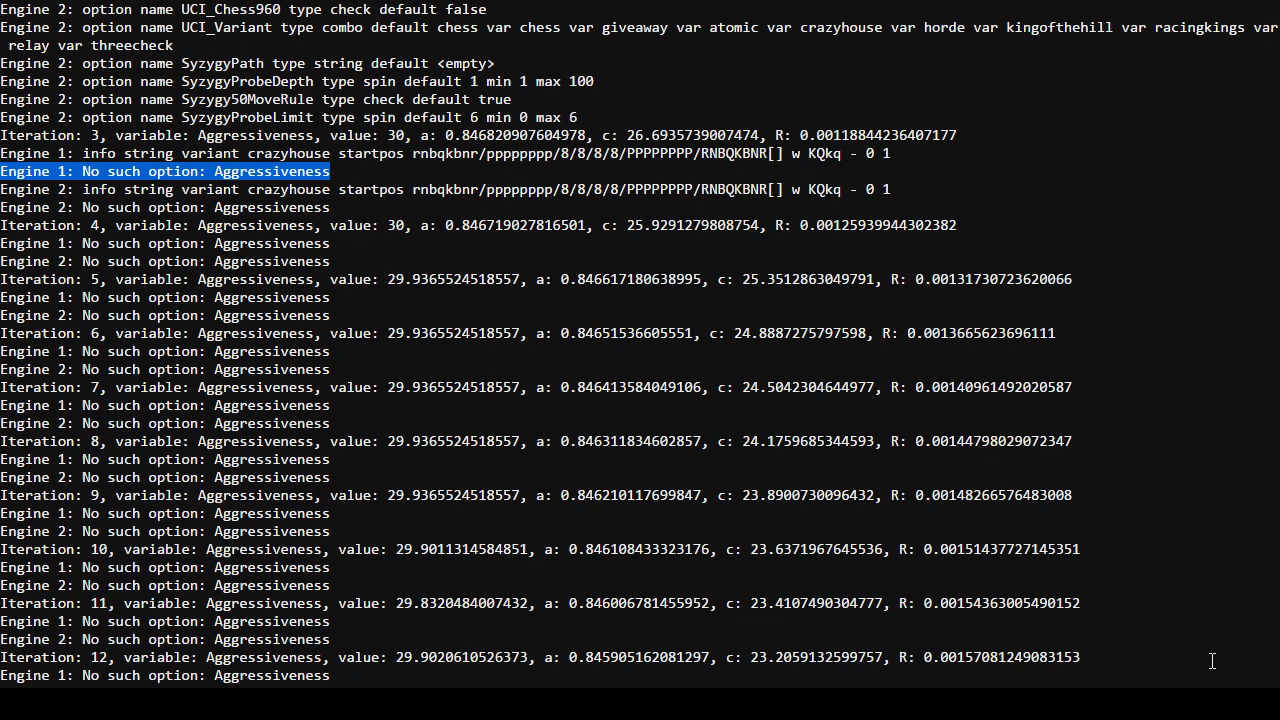 Engine 2: option name UCI_Chess960 type check default false
Engine 2: option name UCI_Variant type combo default chess var chess var giveaway var atomic var crazyhouse var horde var kingofthehill var racingkings var
relay var threecheck
Engine 2: option name SyzygyPath type string default <empty>
Engine 2: option name SyzygyProbeDepth type spin default 1 min 1 max 100
Engine 2: option name Syzygy50MoveRule type check default true
Engine 2: option name SyzygyProbeLimit type spin default 6 min 0 max 6
Iteration: 3, variable: Aggressiveness, value: 30, a: 0.846820907604978, c: 26.6935739007474, R: 0.00118844236407177
Engine 1: info string variant crazyhouse startpos rnbqkbnr/pppppppp/8/8/8/8/PPPPPPPP/RNBQKBNR[] w KQkq - 0 1
Engine 1: No such option: Aggressiveness
Engine 2: info string variant crazyhouse startpos rnbqkbnr/pppppppp/8/8/8/8/PPPPPPPP/RNBQKBNR[] w KQkq - 0 1
Engine 2: No such option: Aggressiveness
Iteration: 4, variable: Aggressiveness, value: 30, a: 0.846719027816501, c: 25.9291279808754, R: 0.00125939944302382
Engine 1: No such option: Aggressiveness
Engine 2: No such option: Aggressiveness
Iteration: 5, variable: Aggressiveness, value: 29.9365524518557, a: 0.846617180638995, c: 25.3512863049791, R: 0.00131730723620066
Engine 1: No such option: Aggressiveness
Engine 2: No such option: Aggressiveness
Iteration: 6, variable: Aggressiveness, value: 29.9365524518557, a: 0.84651536605551, c: 24.8887275797598, R: 0.0013665623696111
Engine 1: No such option: Aggressiveness
Engine 2: No such option: Aggressiveness
Iteration: 7, variable: Aggressiveness, value: 29.9365524518557, a: 0.846413584049106, c: 24.5042304644977, R: 0.00140961492020587
Engine 1: No such option: Aggressiveness
Engine 2: No such option: Aggressiveness
Iteration: 8, variable: Aggressiveness, value: 29.9365524518557, a: 0.846311834602857, c: 24.1759685344593, R: 0.00144798029072347
Engine 1: No such option: Aggressiveness
Engine 2: No such option: Aggressiveness
Iteration: 9, variable: Aggressiveness, value: 29.9365524518557, a: 0.846210117699847, c: 23.8900730096432, R: 0.00148266576483008
Engine 1: No such option: Aggressiveness
Engine 2: No such option: Aggressiveness
Iteration: 10, variable: Aggressiveness, value: 29.9011314584851, a: 0.846108433323176, c: 23.6371967645536, R: 0.00151437727145351
Engine 1: No such option: Aggressiveness
Engine 2: No such option: Aggressiveness
Iteration: 11, variable: Aggressiveness, value: 29.8320484007432, a: 0.846006781455952, c: 23.4107490304777, R: 0.00154363005490152
Engine 1: No such option: Aggressiveness
Engine 2: No such option: Aggressiveness
Iteration: 12, variable: Aggressiveness, value: 29.9020610526373, a: 0.845905162081297, c: 23.2059132599757, R: 0.00157081249083153
Engine 1: No such option: Aggressiveness